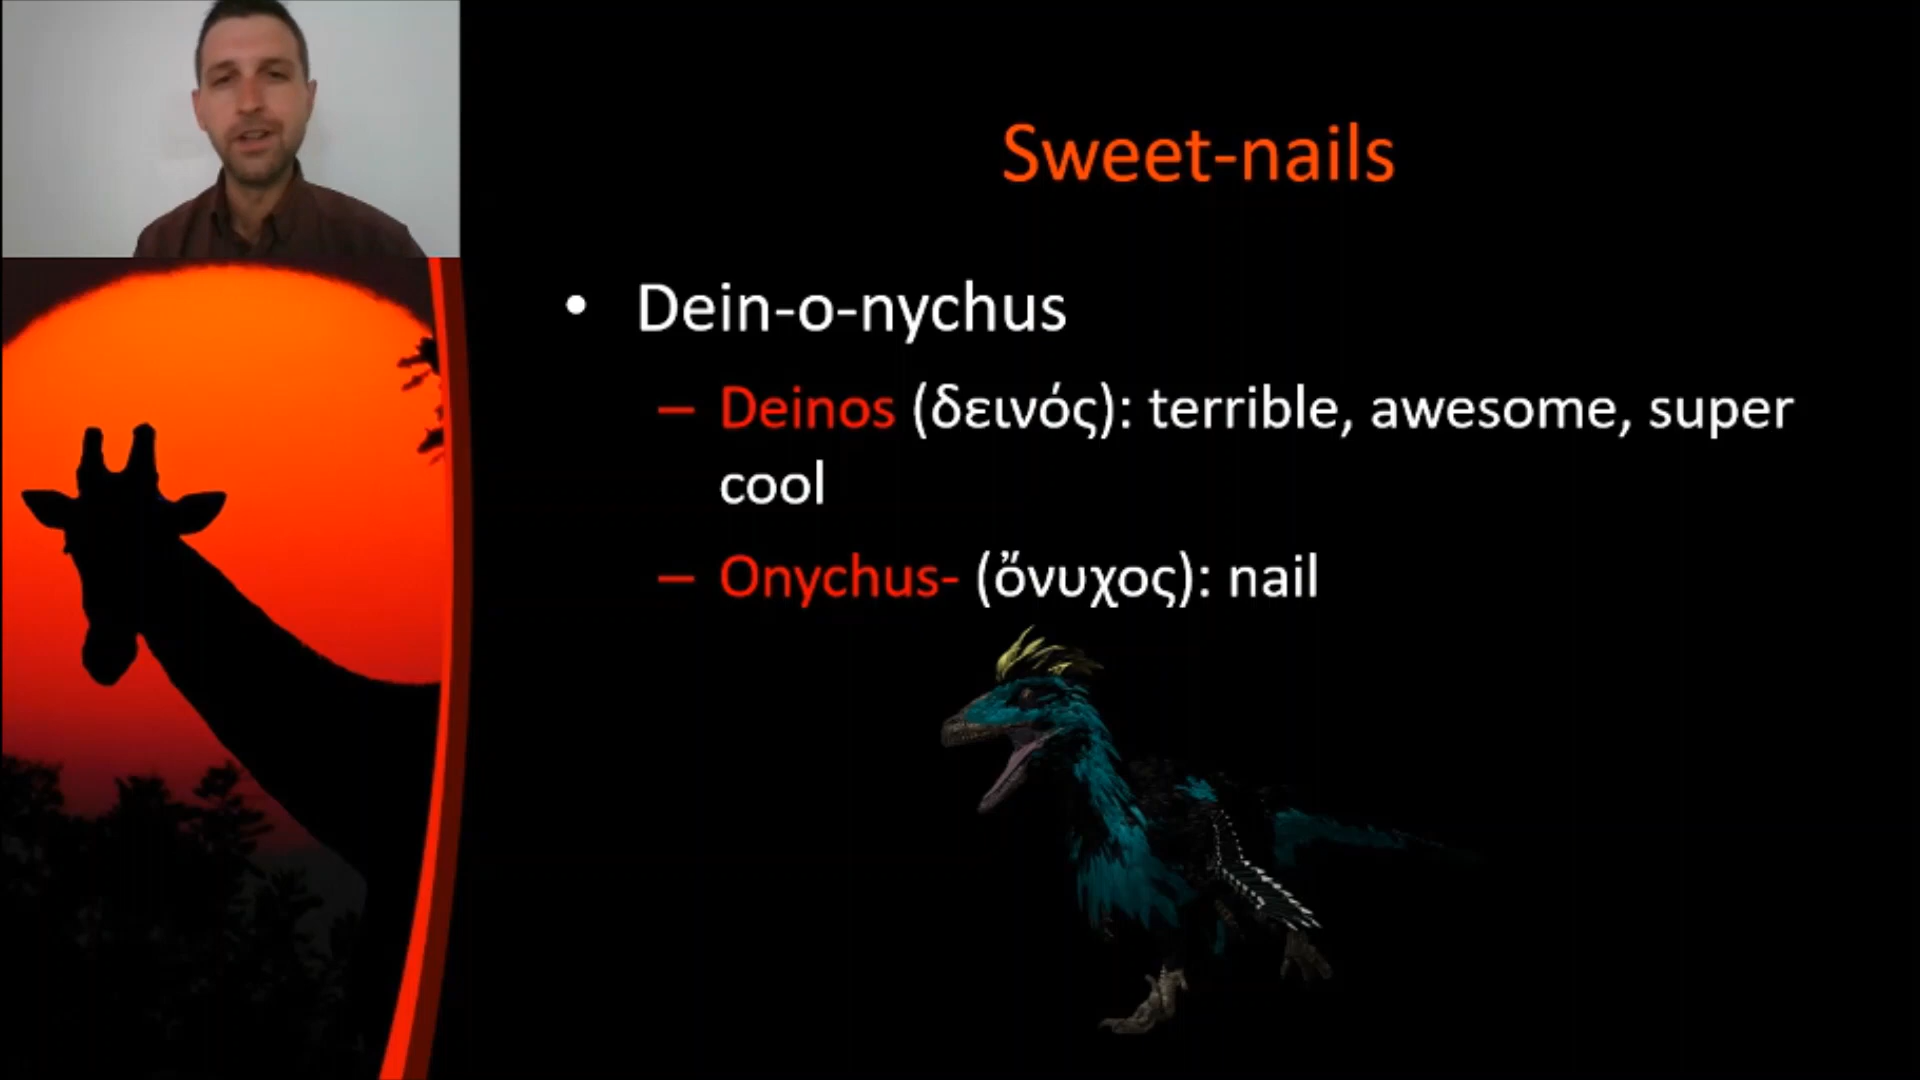 Sweet-nails
• Dein-o-nychus
– Deinos (δεινός): terrible, awesome, super
cool
– Onychus- (ὄνυχος): nail